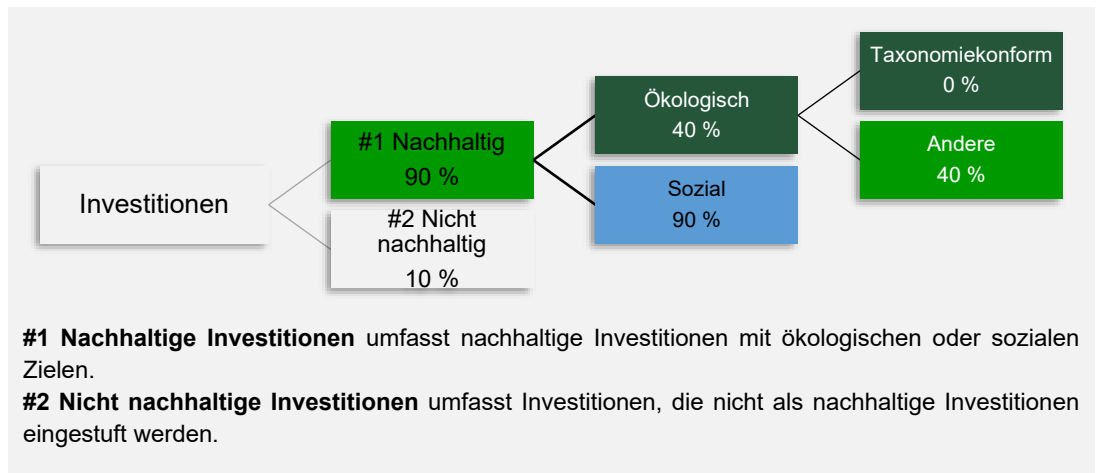 Investitionen
#1 Nachhaltig
90 %
#2 Nicht
nachhaltig
10 %
Ökologisch
40 %
Sozial
90 %
Taxonomiekonform
0 %
Andere
40 %
#1 Nachhaltige Investitionen umfasst nachhaltige Investitionen mit ökologischen oder sozialen
Zielen.
#2 Nicht nachhaltige Investitionen umfasst Investitionen, die nicht als nachhaltige Investitionen
eingestuft werden.